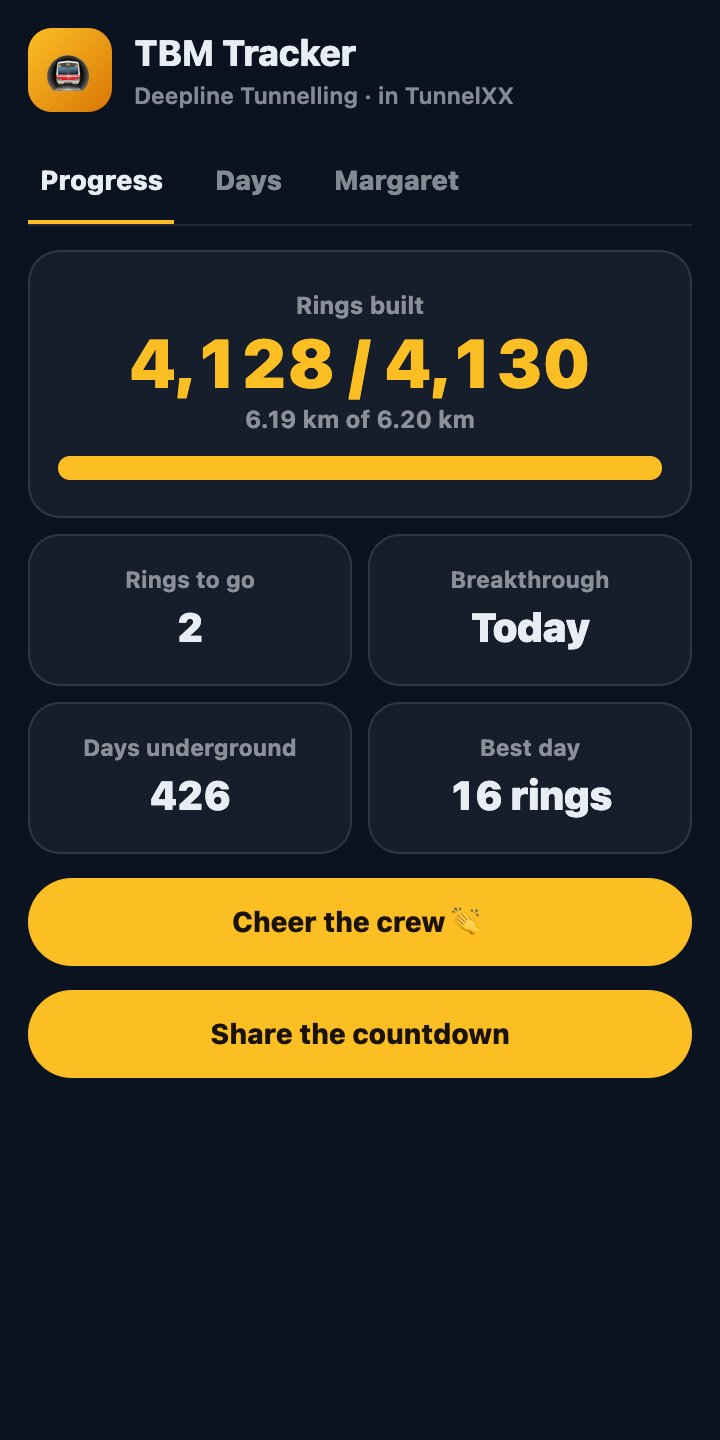 TBM Tracker
Deepline Tunnelling · in TunnelXX
Progress
Days
Margaret
Rings built
4,128 / 4,130
6.19 km of 6.20 km
Rings to go
2
Breakthrough
Today
Days underground
426
Best day
16 rings
Cheer the crew 👏
Share the countdown